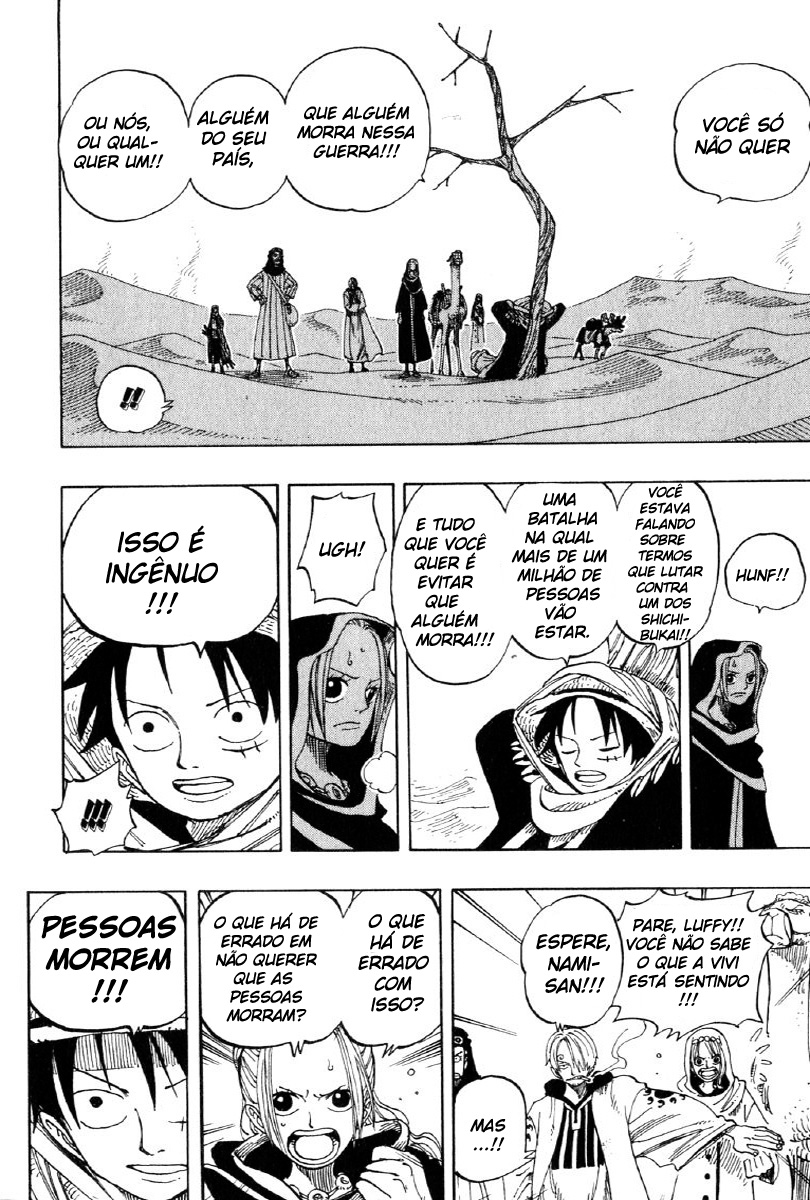 VOCÊ SÓ
NÃO QUER
QUE ALGUÉM
MORRA NESSA
GUERRA!!!
ALGUÉM
DO SEU
PAÍS,
OU NÓS,
OU QUAL-
QUER UM!!
!!
HUNF!!
VOCÊ
ESTAVA
FALANDO
SOBRE
TERMOS
QUE LUTAR
CONTRA
UM DOS
SHICHI-
BUKAI!!
UMA
BATALHA
NA QUAL
MAIS DE UM
MILHÃO DE
PESSOAS
VÃO
ESTAR.
E TUDO
QUE VOCÊ
QUER É
EVITAR
QUE
ALGUÉM
MORRA!!!
UGH!
ISSO É
INGÊNUO
!!!
!!!
PARE, LUFFY!!
VOCÊ NÃO SABE
O QUE A VIVI
ESTÁ SENTINDO
!!!
ESPERE,
NAMI-
SAN!!!
MAS
...!!
O QUE
HÁ DE
ERRADO
COM
ISSO?
O QUE HÁ DE
ERRADO EM
NÃO QUERER
QUE AS
PESSOAS
MORRAM?
PESSOAS
MORREM
!!!